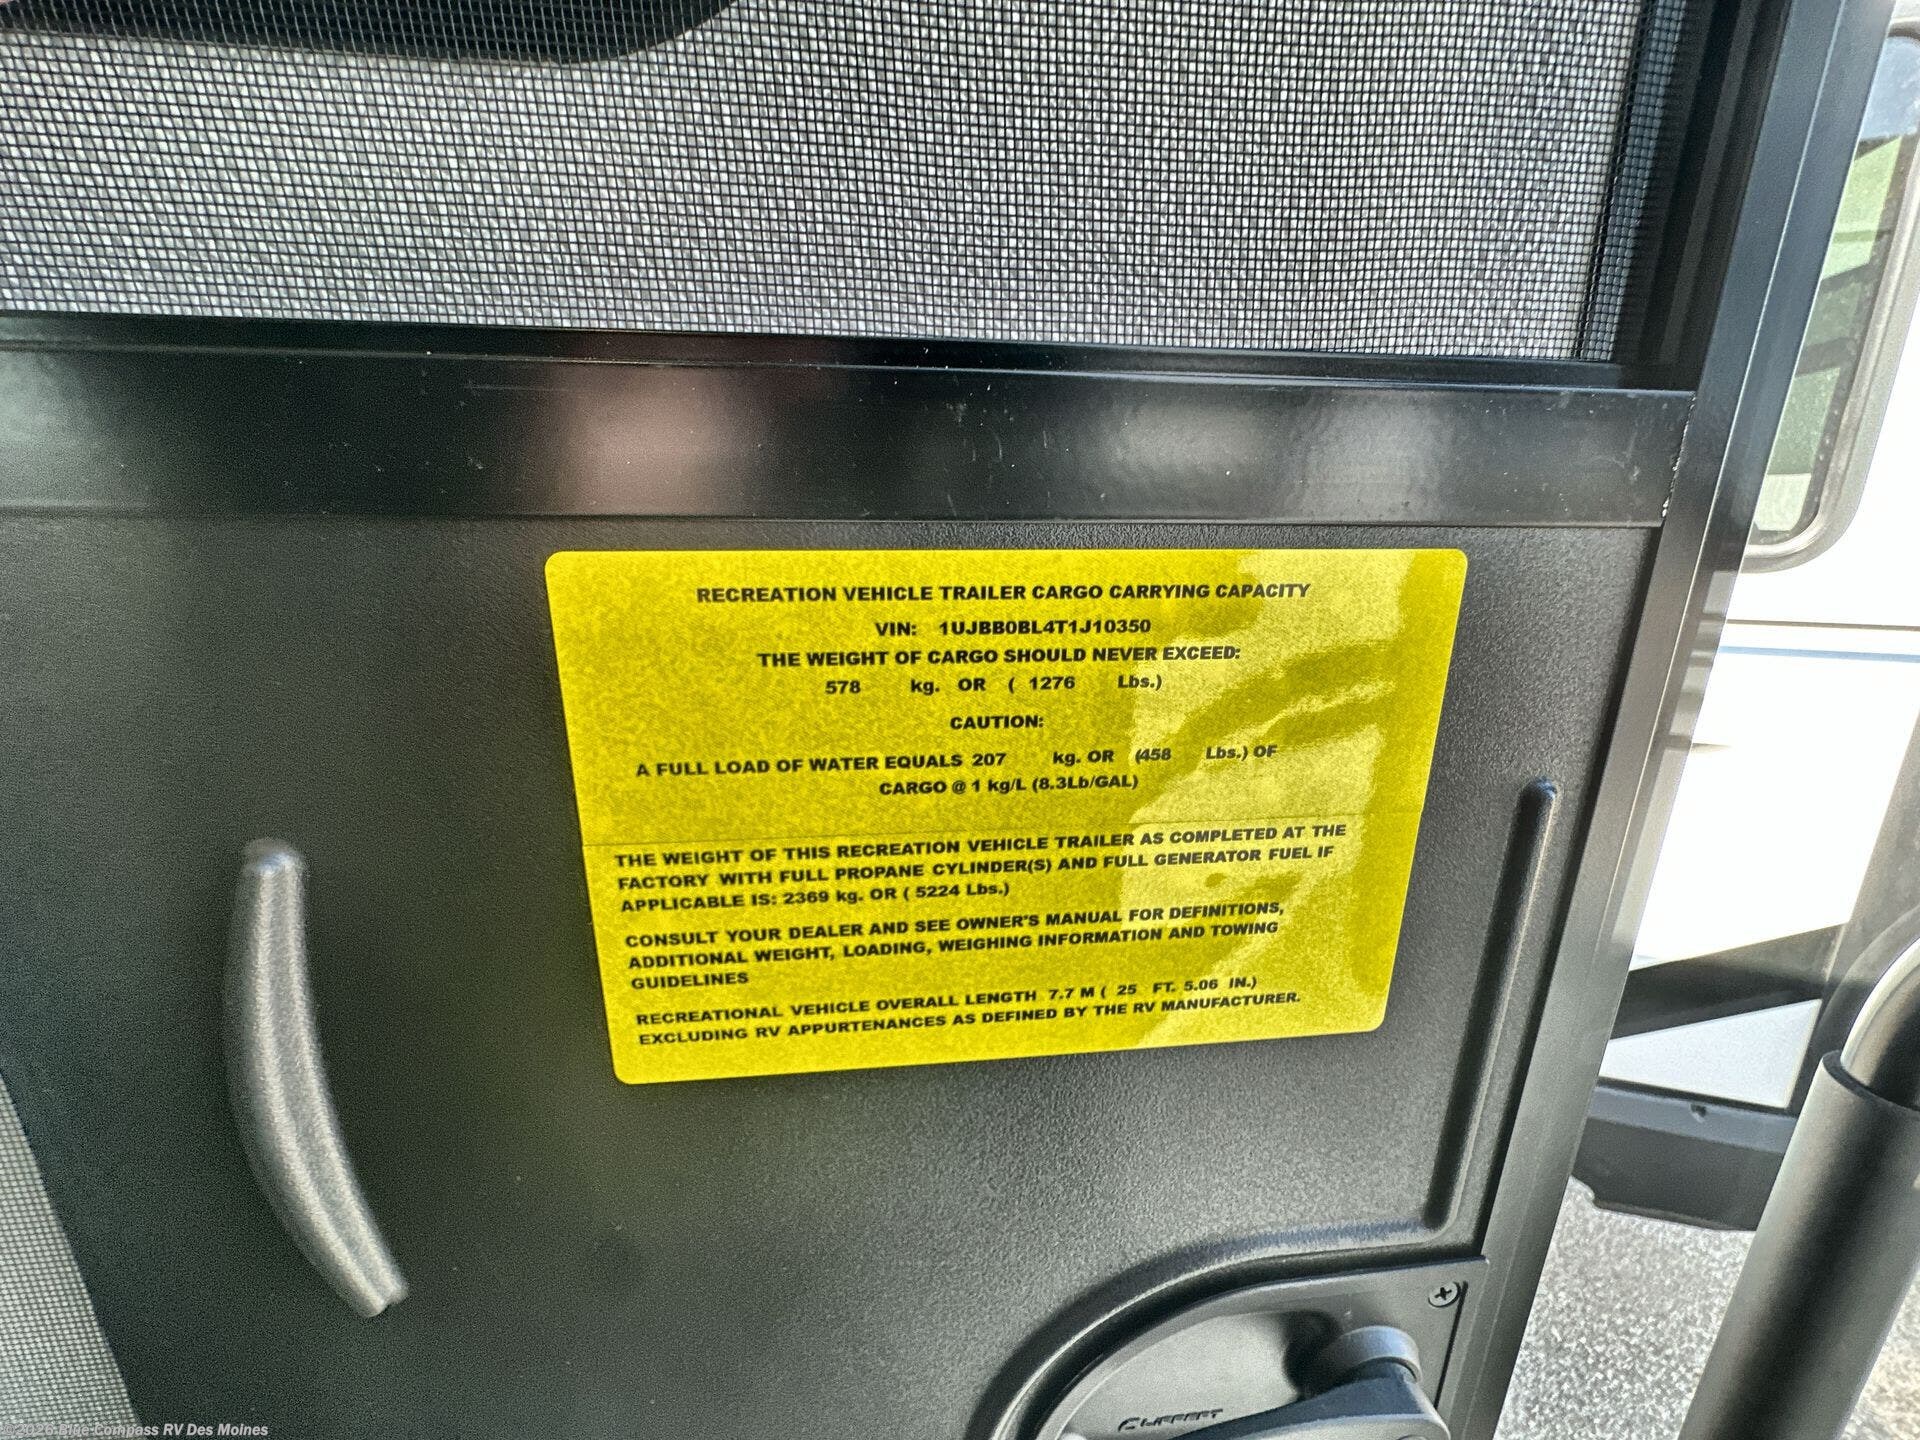 RECREATION VEHICLE TRAILER CARGO CARRYING CAPACITY
VIN: 1UJBB0BL4T1J10350
THE WEIGHT OF CARGO SHOULD NEVER EXCEED:
578 kg. OR ( 1276 Lbs.)
CAUTION:
A FULL LOAD OF WATER EQUALS 207 kg. OR (458 Lbs.) OF
CARGO @ 1 kg/L (8.3Lb/GAL)
THE WEIGHT OF THIS RECREATION VEHICLE TRAILER AS COMPLETED AT THE
FACTORY WITH FULL PROPANE CYLINDER(S) AND FULL GENERATOR FUEL IF
APPLICABLE IS: 2369 kg. OR ( 5224 Lbs.)
CONSULT YOUR DEALER AND SEE OWNER'S MANUAL FOR DEFINITIONS,
ADDITIONAL WEIGHT, LOADING, WEIGHING INFORMATION AND TOWING
GUIDELINES
RECREATIONAL VEHICLE OVERALL LENGTH 7.7 M ( 25 FT. 5.06 IN.)
EXCLUDING RV APPURTENANCES AS DEFINED BY THE RV MANUFACTURER.
LIPPERT
©2026 Blue Compass RV Des Moines